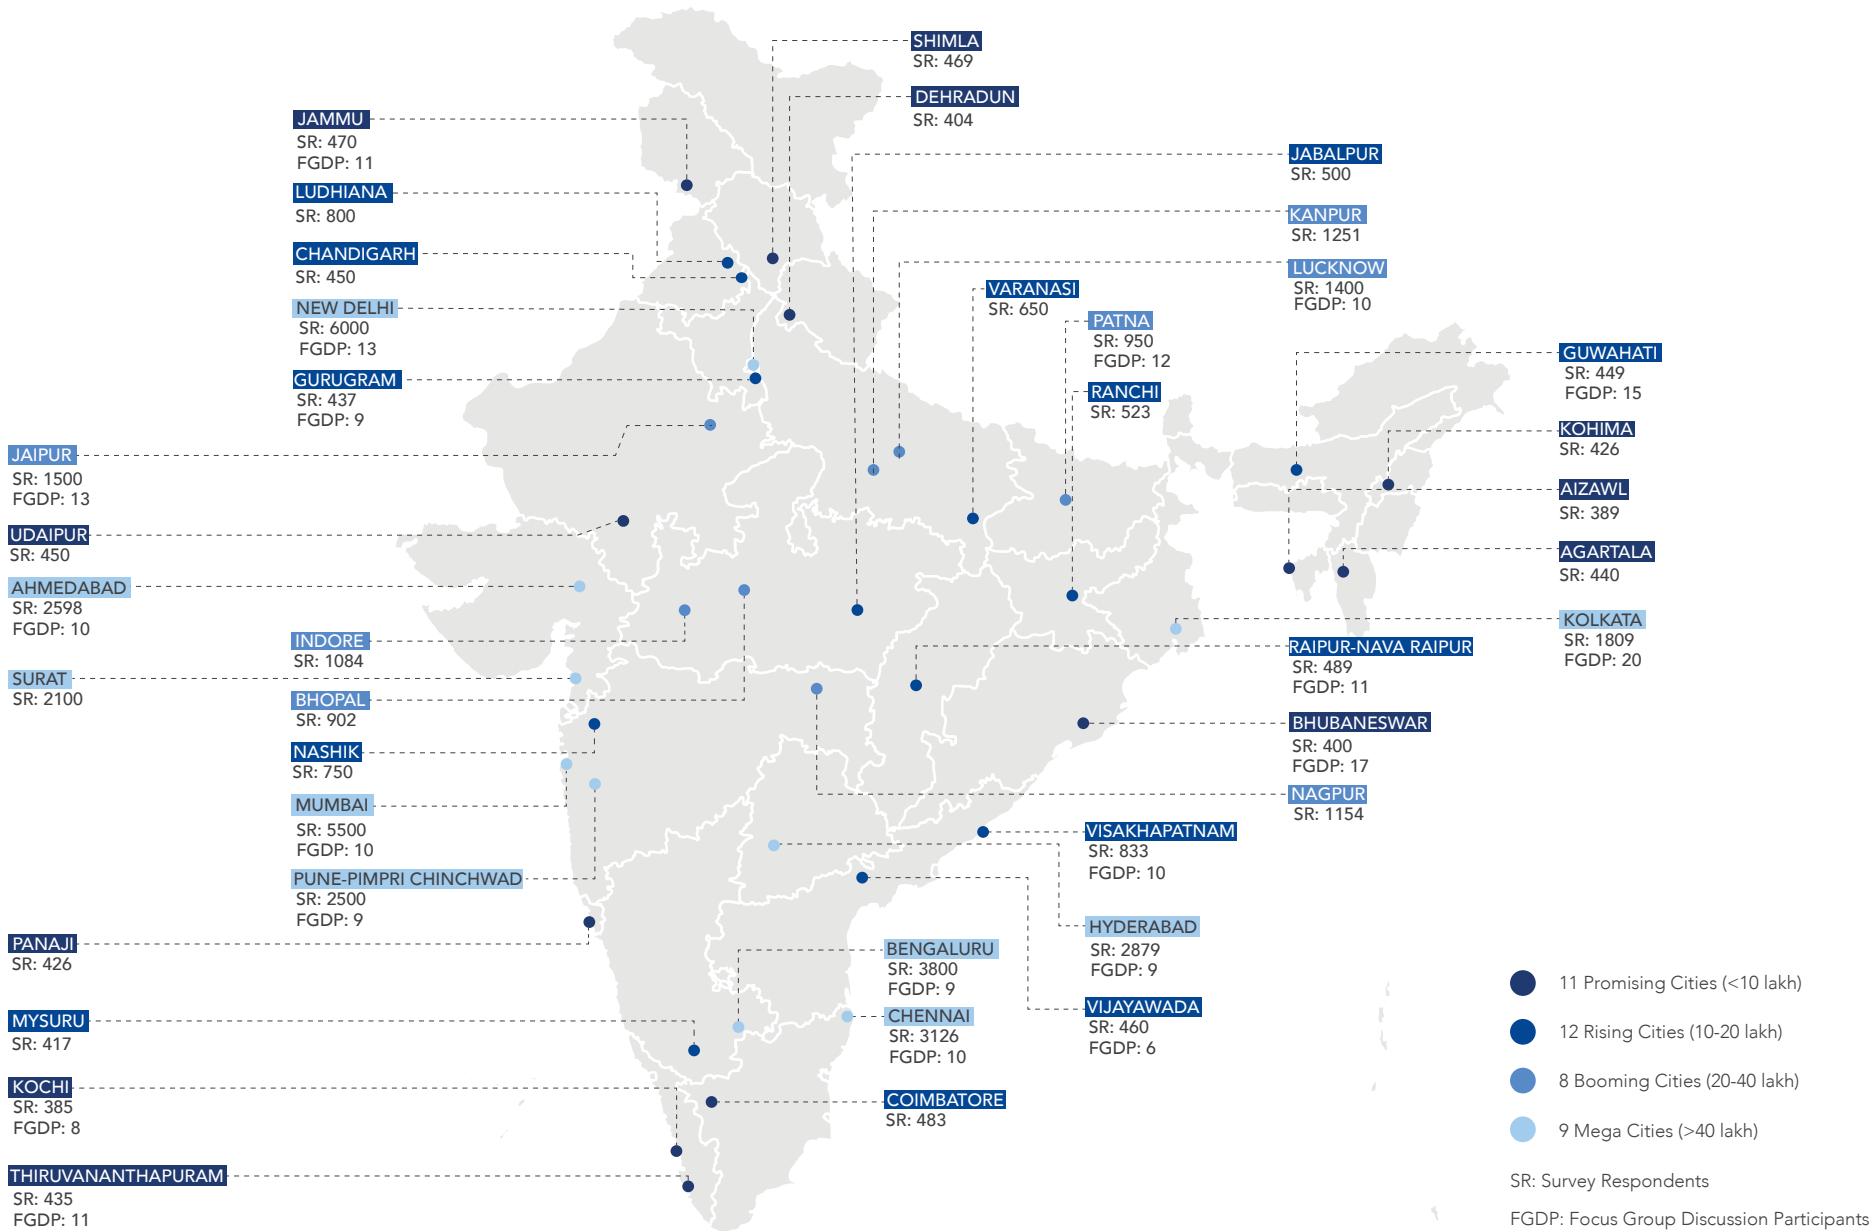 SHIMLA
SR: 469
DEHRADUN
SR: 404
JAMMU
SR: 470
FGDP: 11
LUDHIANA
SR: 800
CHANDIGARH
SR: 450
NEW DELHI
SR: 6000
FGDP: 13
GURUGRAM
SR: 437
FGDP: 9
JABALPUR
SR: 500
KANPUR
SR: 1251
LUCKNOW
SR: 1400
FGDP: 10
VARANASI
SR: 650
PATNA
SR: 950
FGDP: 12
RANCHI
SR: 523
GUWAHATI
SR: 449
FGDP: 15
KOHIMA
SR: 426
AIZAWL
SR: 389
AGARTALA
SR: 440
KOLKATA
SR: 1809
FGDP: 20
JAIPUR
SR: 1500
FGDP: 13
UDAIPUR
SR: 450
AHMEDABAD
SR: 2598
FGDP: 10
SURAT
SR: 2100
INDORE
SR: 1084
BHOPAL
SR: 902
NASHIK
SR: 750
MUMBAI
SR: 5500
FGDP: 10
PUNE-PIMPRI CHINCHWAD
SR: 2500
FGDP: 9
RAIPUR-NAVA RAIPUR
SR: 489
FGDP: 11
BHUBANESWAR
SR: 400
FGDP: 17
NAGPUR
SR: 1154
VISAKHAPATNAM
SR: 833
FGDP: 10
HYDERABAD
SR: 2879
FGDP: 9
VIJAYAWADA
SR: 460
FGDP: 6
BENGALURU
SR: 3800
FGDP: 9
CHENNAI
SR: 3126
FGDP: 10
COIMBATORE
SR: 483
PANAJI
SR: 426
MYSURU
SR: 417
KOCHI
SR: 385
FGDP: 8
THIRUVANANTHAPURAM
SR: 435
FGDP: 11
11 Promising Cities (<10 lakh)
12 Rising Cities (10-20 lakh)
8 Booming Cities (20-40 lakh)
9 Mega Cities (>40 lakh)
SR: Survey Respondents
FGDP: Focus Group Discussion Participants